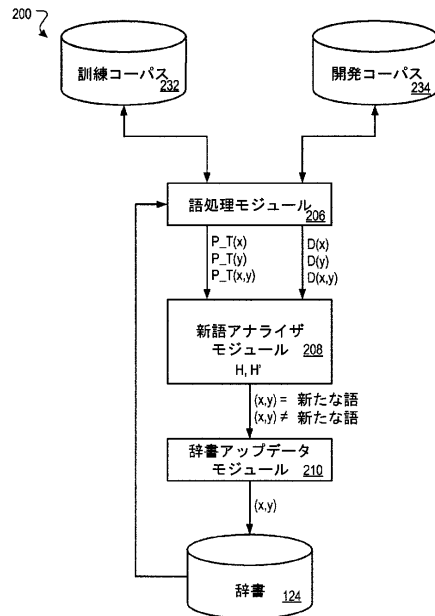 200
訓練コーパス
232
開発コーパス
234
語処理モジュール
206
P_T(x)
P_T(y)
P_T(x,y)
D(x)
D(y)
D(x,y)
新語アナライザ
モジュール 208
H, H'
(x,y) = 新たな語
(x,y) ≠ 新たな語
辞書アップデータ
モジュール 210
(x,y)
辞書
124